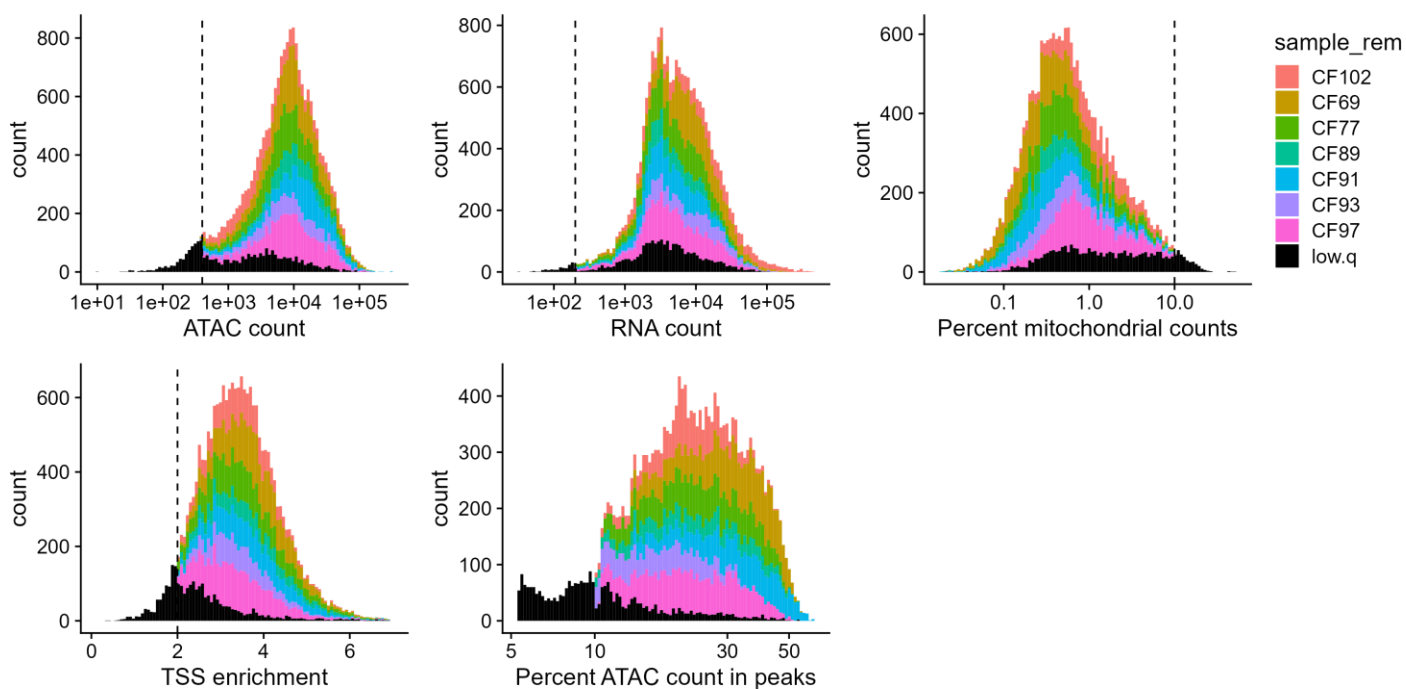 count
800
600
400
200
0
1e+01 1e+02 1e+03 1e+04 1e+05
ATAC count
count
800
600
400
200
0
1e+02 1e+03 1e+04 1e+05
RNA count
count
600
400
200
0
0.1 1.0 10.0
Percent mitochondrial counts
sample_rem
CF102
CF69
CF77
CF89
CF91
CF93
CF97
low.q
count
600
400
200
0
0 2 4 6
TSS enrichment
count
400
300
200
100
0
5 10 30 50
Percent ATAC count in peaks